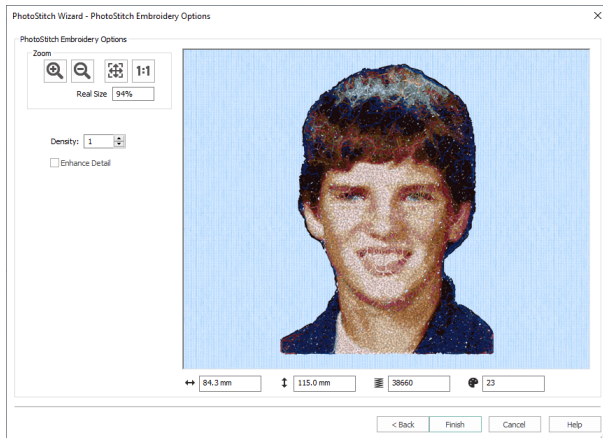 PhotoStitch Wizard - PhotoStitch Embroidery Options
PhotoStitch Embroidery Options
Zoom
1:1
Real Size 94%
Density: 1
Enhance Detail
84.3 mm 115.0 mm 38660 23
< Back Finish Cancel Help